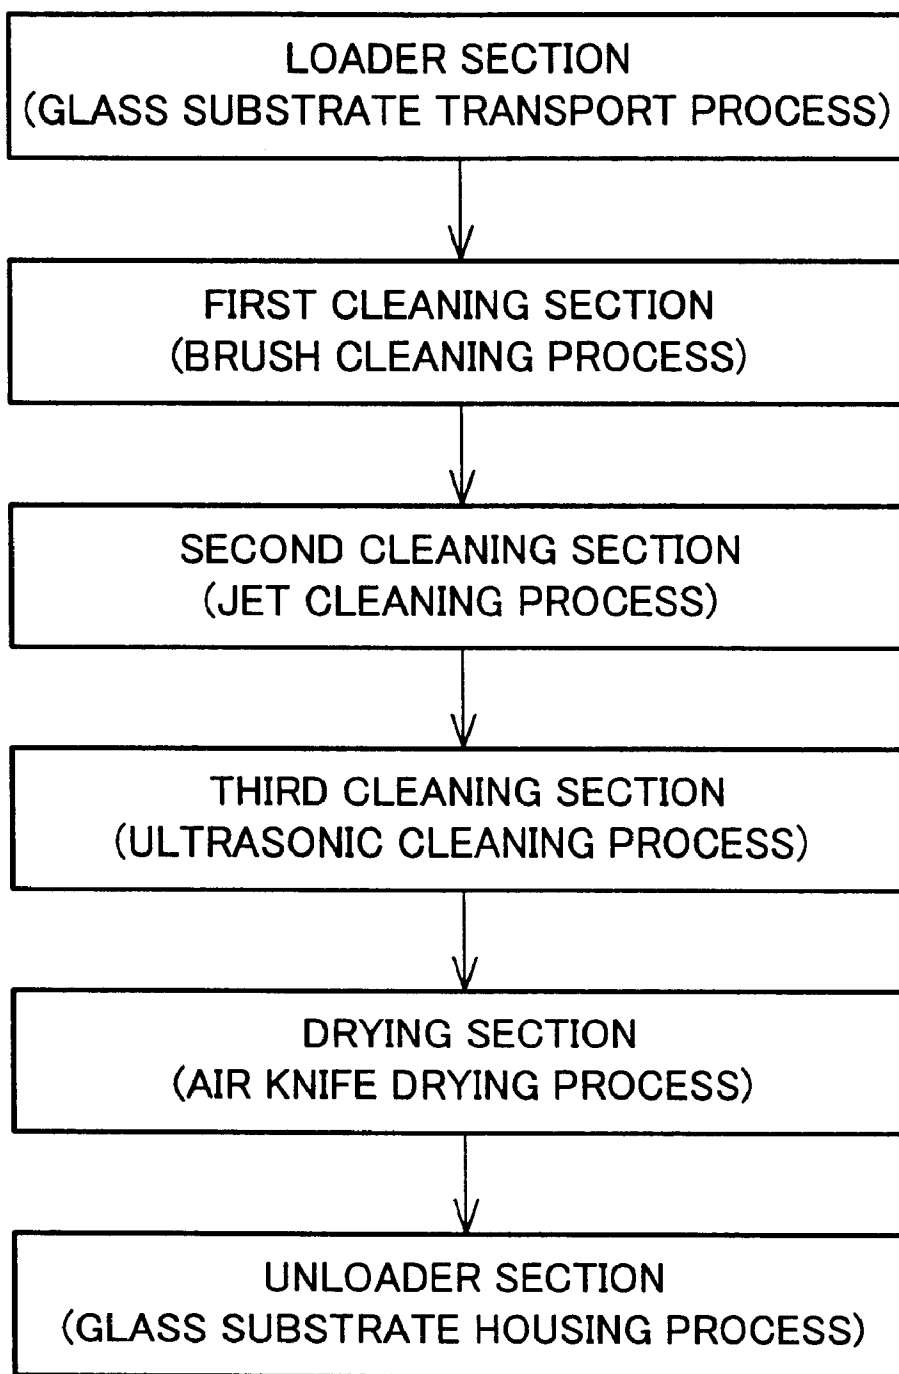 LOADER SECTION
(GLASS SUBSTRATE TRANSPORT PROCESS)
FIRST CLEANING SECTION
(BRUSH CLEANING PROCESS)
SECOND CLEANING SECTION
(JET CLEANING PROCESS)
THIRD CLEANING SECTION
(ULTRASONIC CLEANING PROCESS)
DRYING SECTION
(AIR KNIFE DRYING PROCESS)
UNLOADER SECTION
(GLASS SUBSTRATE HOUSING PROCESS)